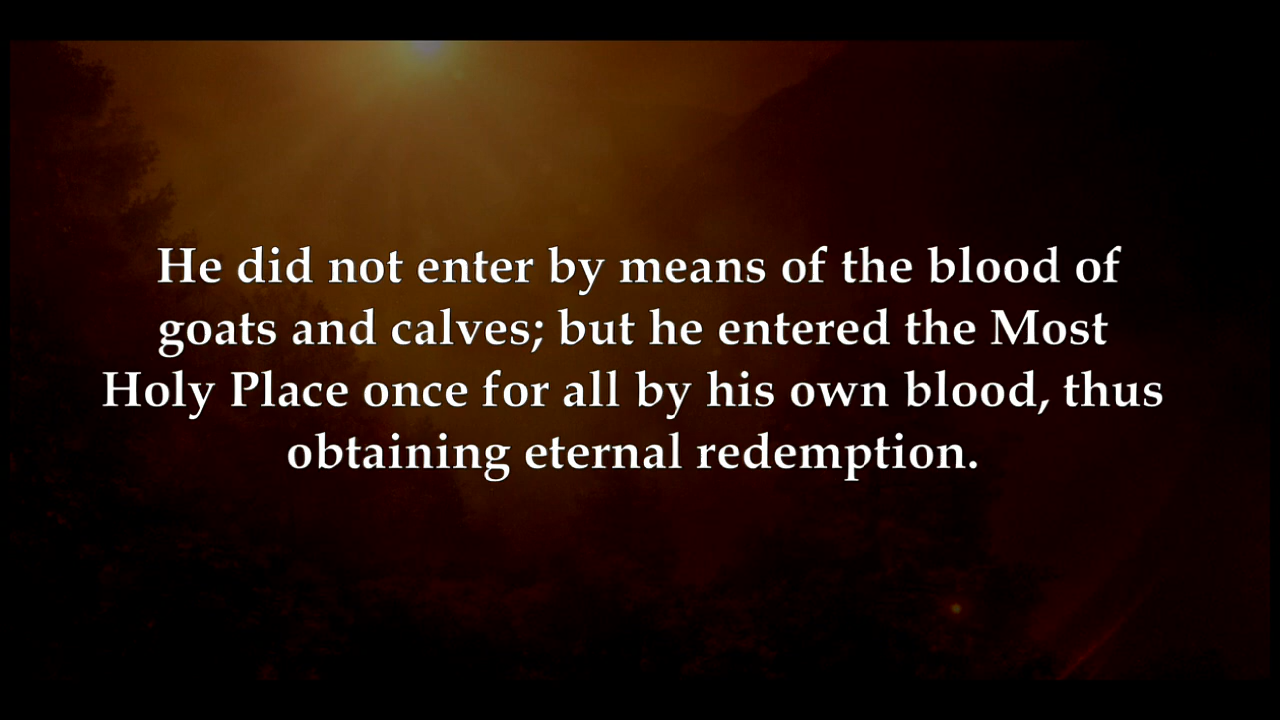 He did not enter by means of the blood of
goats and calves; but he entered the Most
Holy Place once for all by his own blood, thus
obtaining eternal redemption.